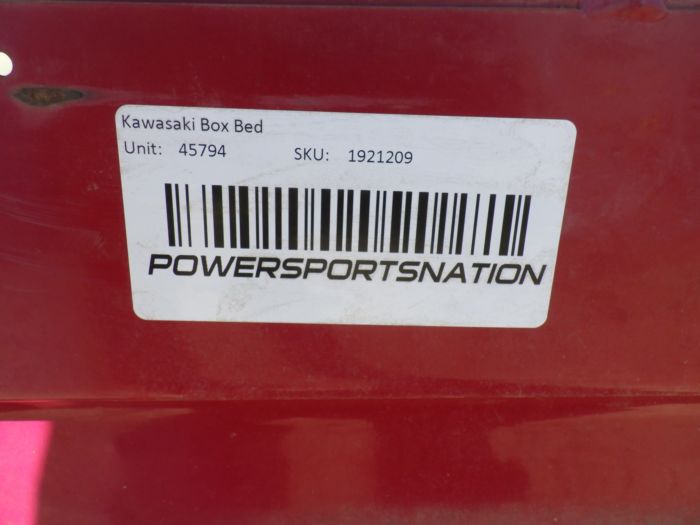 Kawasaki Box Bed
Unit: 45794 SKU: 1921209
POWERSPORTSNATION